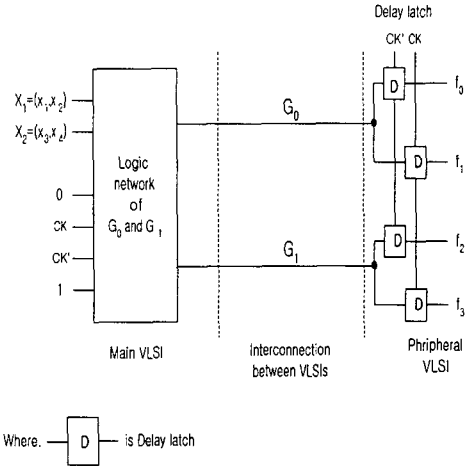 Delay latch
CK' CK
X₁=(x₁,x₂)
X₂=(x₃,x₄)
0
CK
CK'
1
Logic
network
of
G₀ and G₁
G₀
G₁
D
D
D
D
f₀
f₁
f₂
f₃
Main VLSI
Interconnection
between VLSIs
Phripheral
VLSI
Where. D is Delay latch